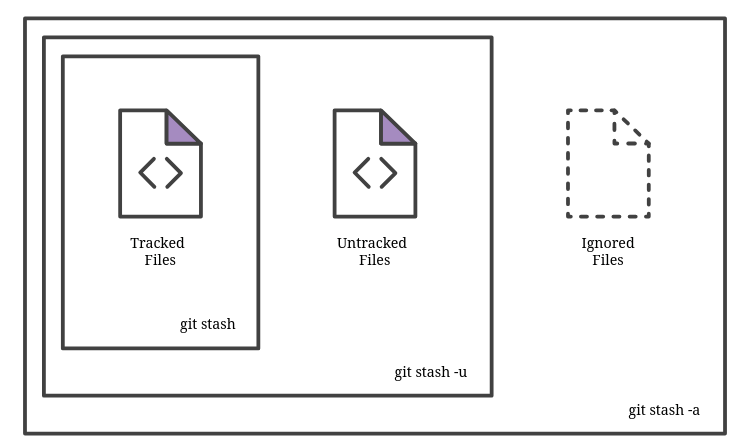 Tracked
Files
git stash
Untracked
Files
git stash -u
Ignored
Files
git stash -a